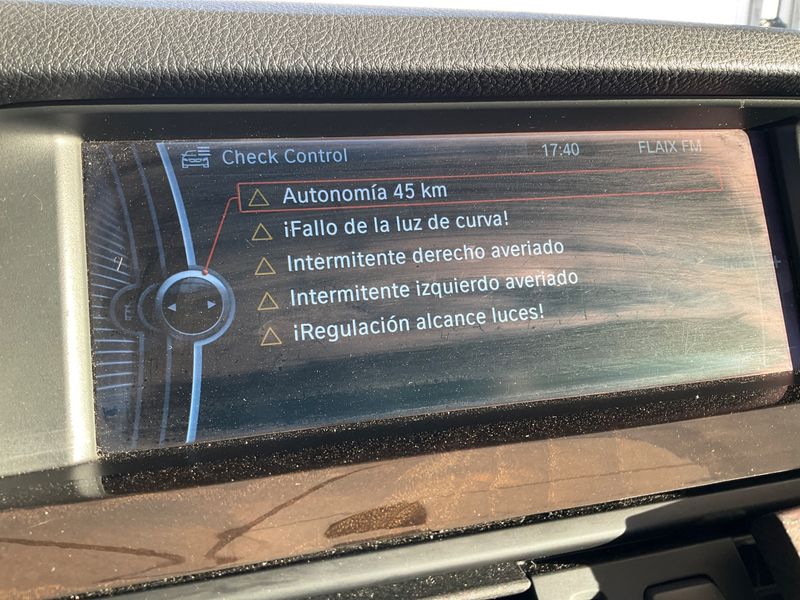 Check Control 17:40 FLAIX FM
Autonomía 45 km
¡Fallo de la luz de curva!
Intermitente derecho averiado
Intermitente izquierdo averiado
¡Regulación alcance luces!
E